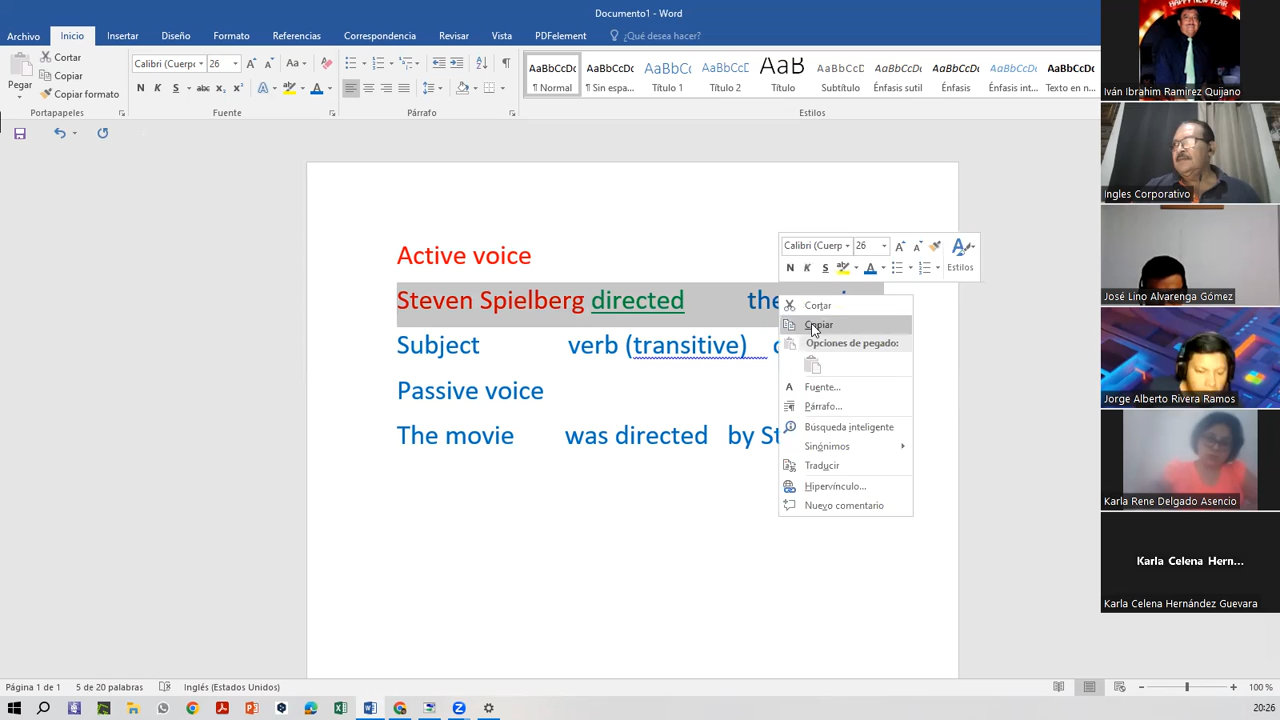 Documento1 - Word
Archivo Inicio Insertar Diseño Formato Referencias Correspondencia Revisar Vista PDFelement ¿Qué desea hacer?
Pegar
Cortar
Copiar
Copiar formato
Portapapeles
Calibri (Cuerpo 26
Fuente
Párrafo
AaBbCcDc AaBbCcDc AaBbCc AaBbCcD AaB AaBbCcD AaBbCcDc AaBbCcDc AaBbCcDc AaBbCcDc
¶ Normal ¶ Sin espa... Título 1 Título 2 Título Subtítulo Énfasis sutil Énfasis Énfasis int... Texto en n...
Estilos
Active voice
Steven Spielberg directed the
Subject verb (transitive)
Passive voice
The movie was directed by St
Calibri (Cuerp 26
N K S
Estilos
Cortar
Copiar
Opciones de pegado:
Fuente...
Párrafo...
Búsqueda inteligente
Sinónimos
Traducir
Hipervínculo...
Nuevo comentario
HAPPY NEW YEAR
Iván Ibrahim Ramírez Quijano
Ingles Corporativo
José Lino Alvarenga Gómez
Jorge Alberto Rivera Ramos
Karla Rene Delgado Asencio
Karla Celena Hern...
Karla Celena Hernández Guevara
Página 1 de 1 5 de 20 palabras Inglés (Estados Unidos) 100 %
20:26